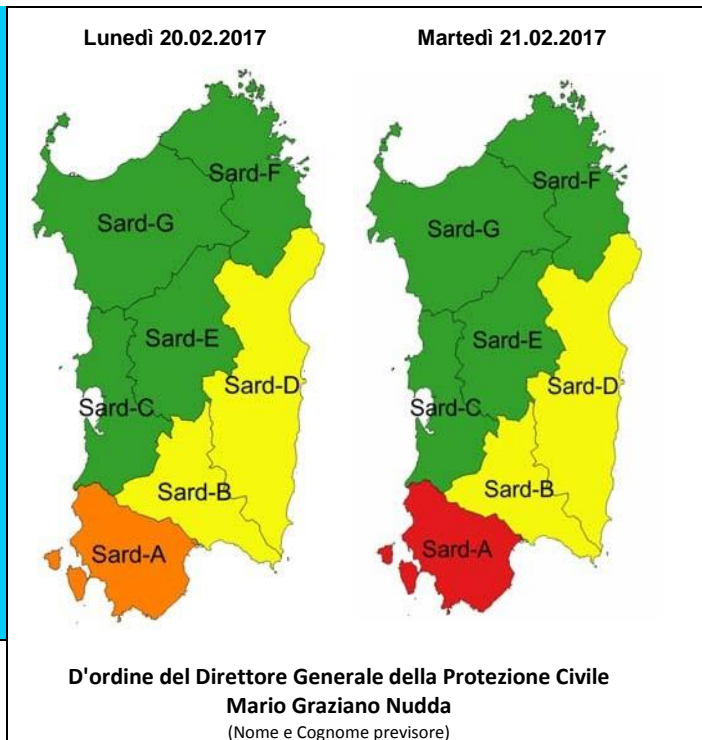 Lunedì 20.02.2017
Martedì 21.02.2017
Sard-F
Sard-G
Sard-E
Sard-D
Sard-C
Sard-B
Sard-A
Sard-F
Sard-G
Sard-E
Sard-D
Sard-C
Sard-B
Sard-A
D'ordine del Direttore Generale della Protezione Civile
Mario Graziano Nudda
(Nome e Cognome previsore)